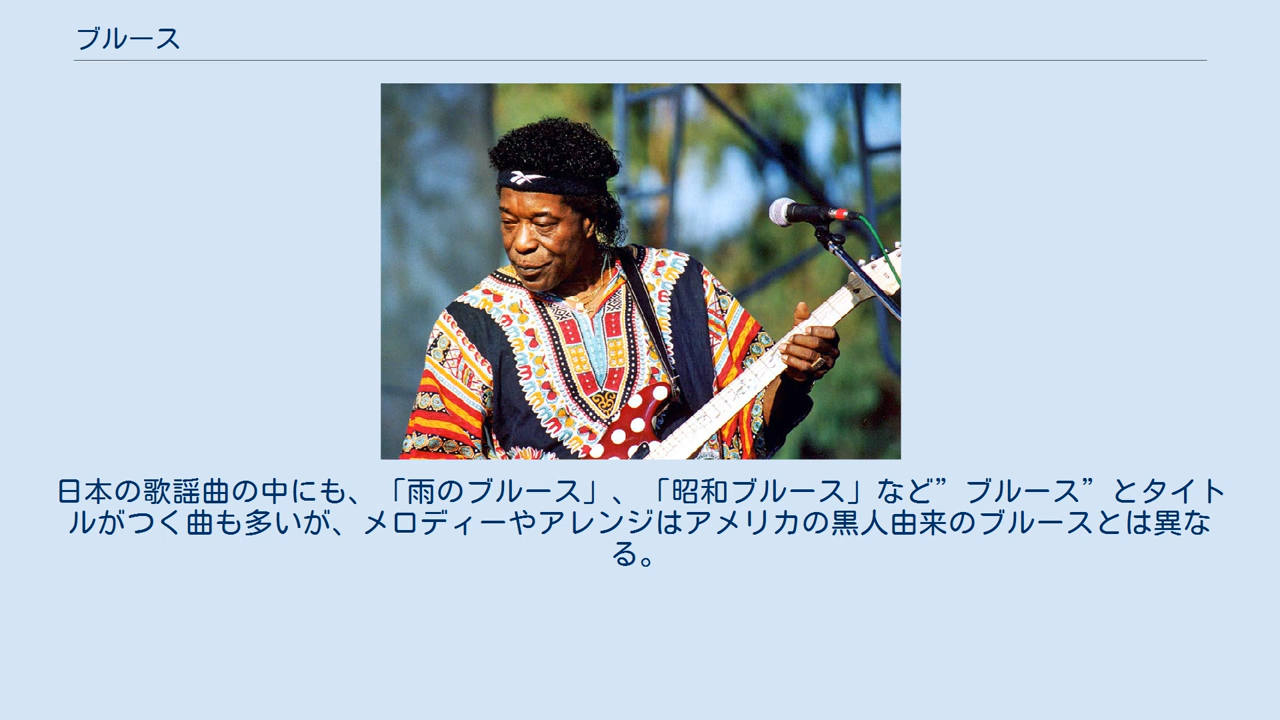 ブルース
日本の歌謡曲の中にも、「雨のブルース」、「昭和ブルース」など”ブルース”とタイト
ルがつく曲も多いが、メロディーやアレンジはアメリカの黒人由来のブルースとは異な
る。